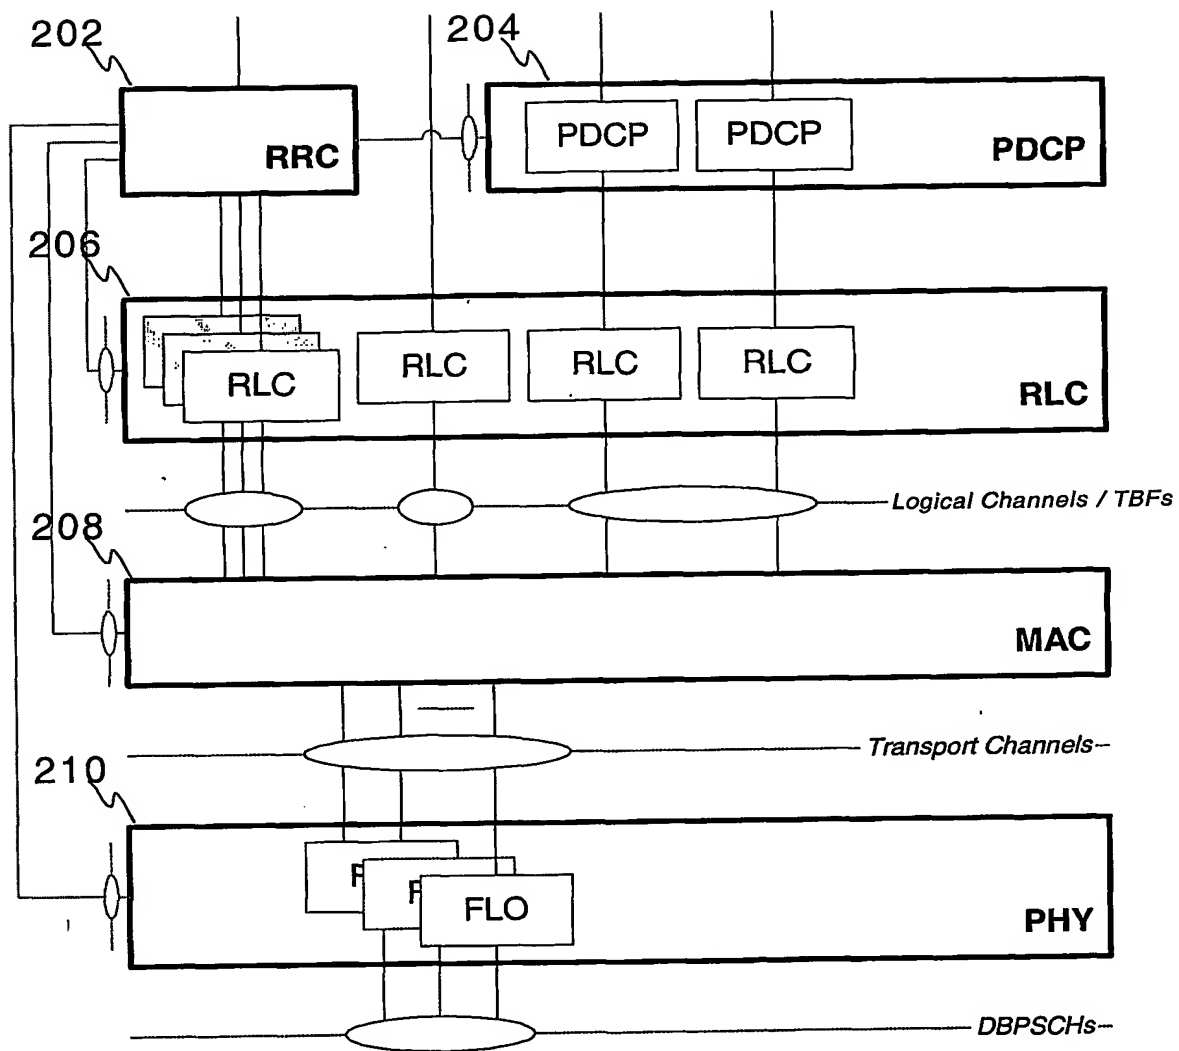 202
204
RRC
PDCP
PDCP
PDCP
206
RLC
RLC
RLC
RLC
RLC
Logical Channels / TBFs
208
MAC
Transport Channels
210
F
F
FLO
PHY
DBPSCHs